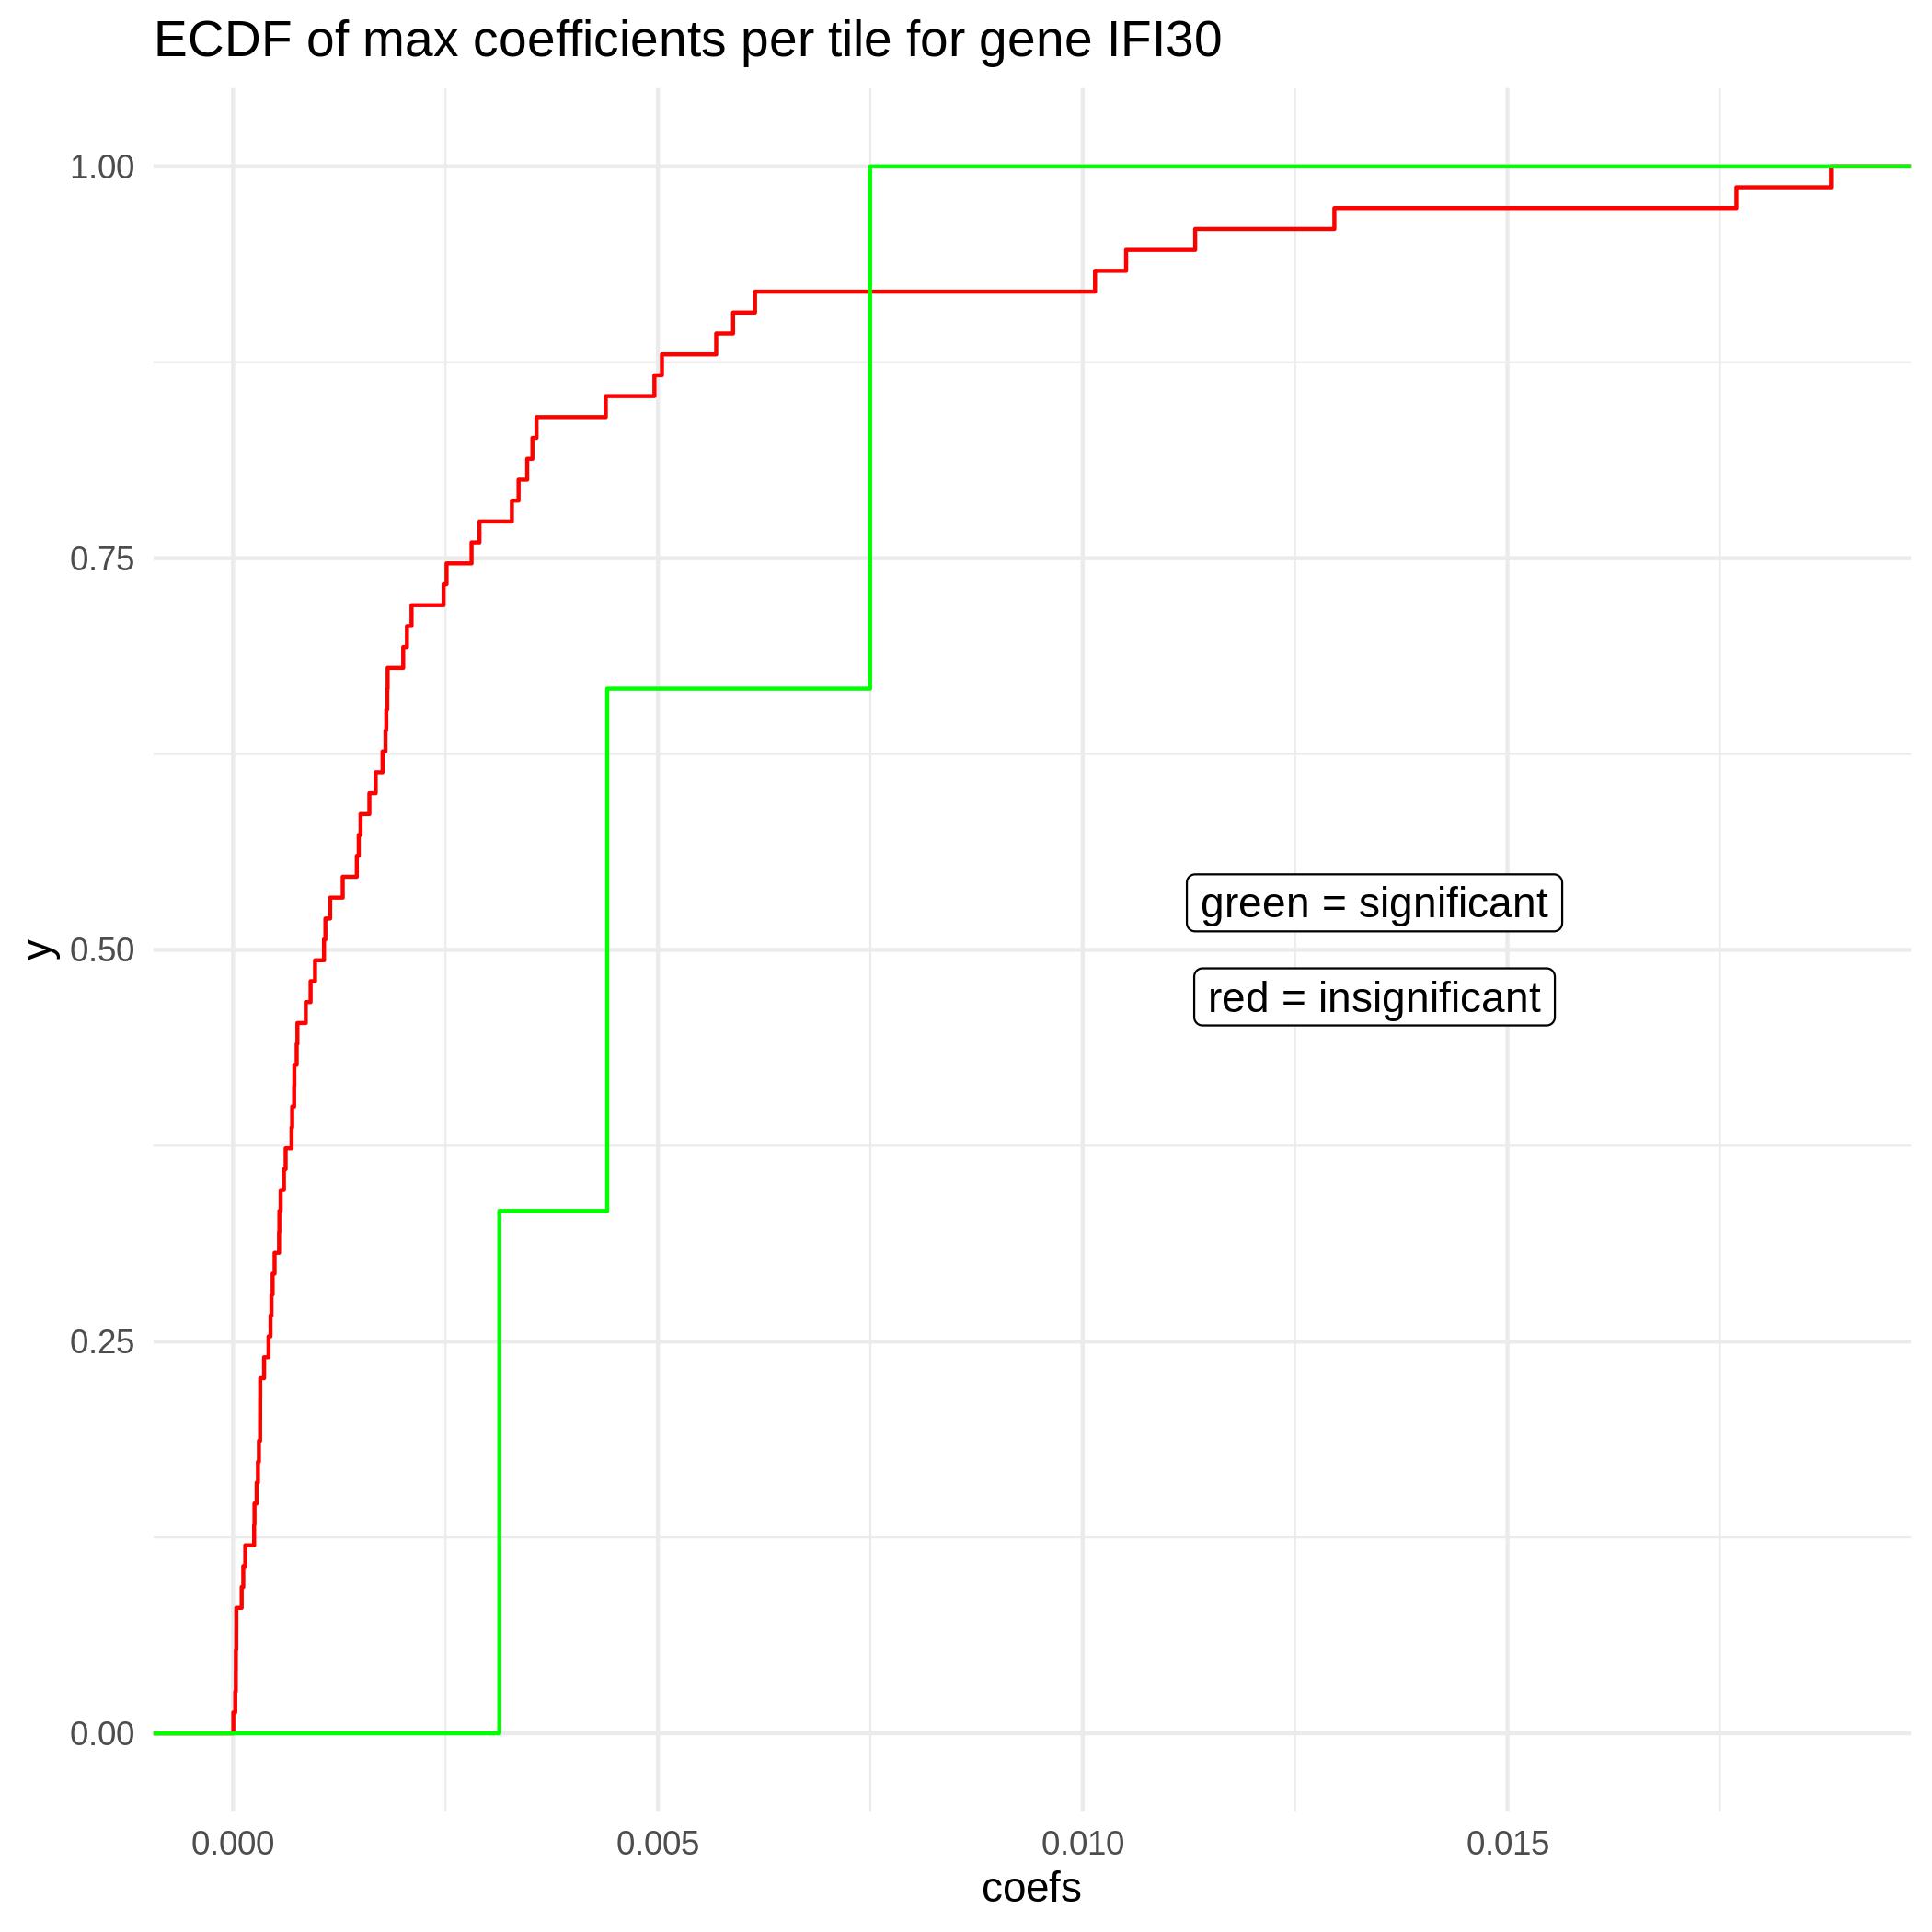 ECDF of max coefficients per tile for gene IFI30
1.00
0.75
0.50
0.25
0.00
y
green = significant
red = insignificant
0.000
0.005
0.010
0.015
coefs